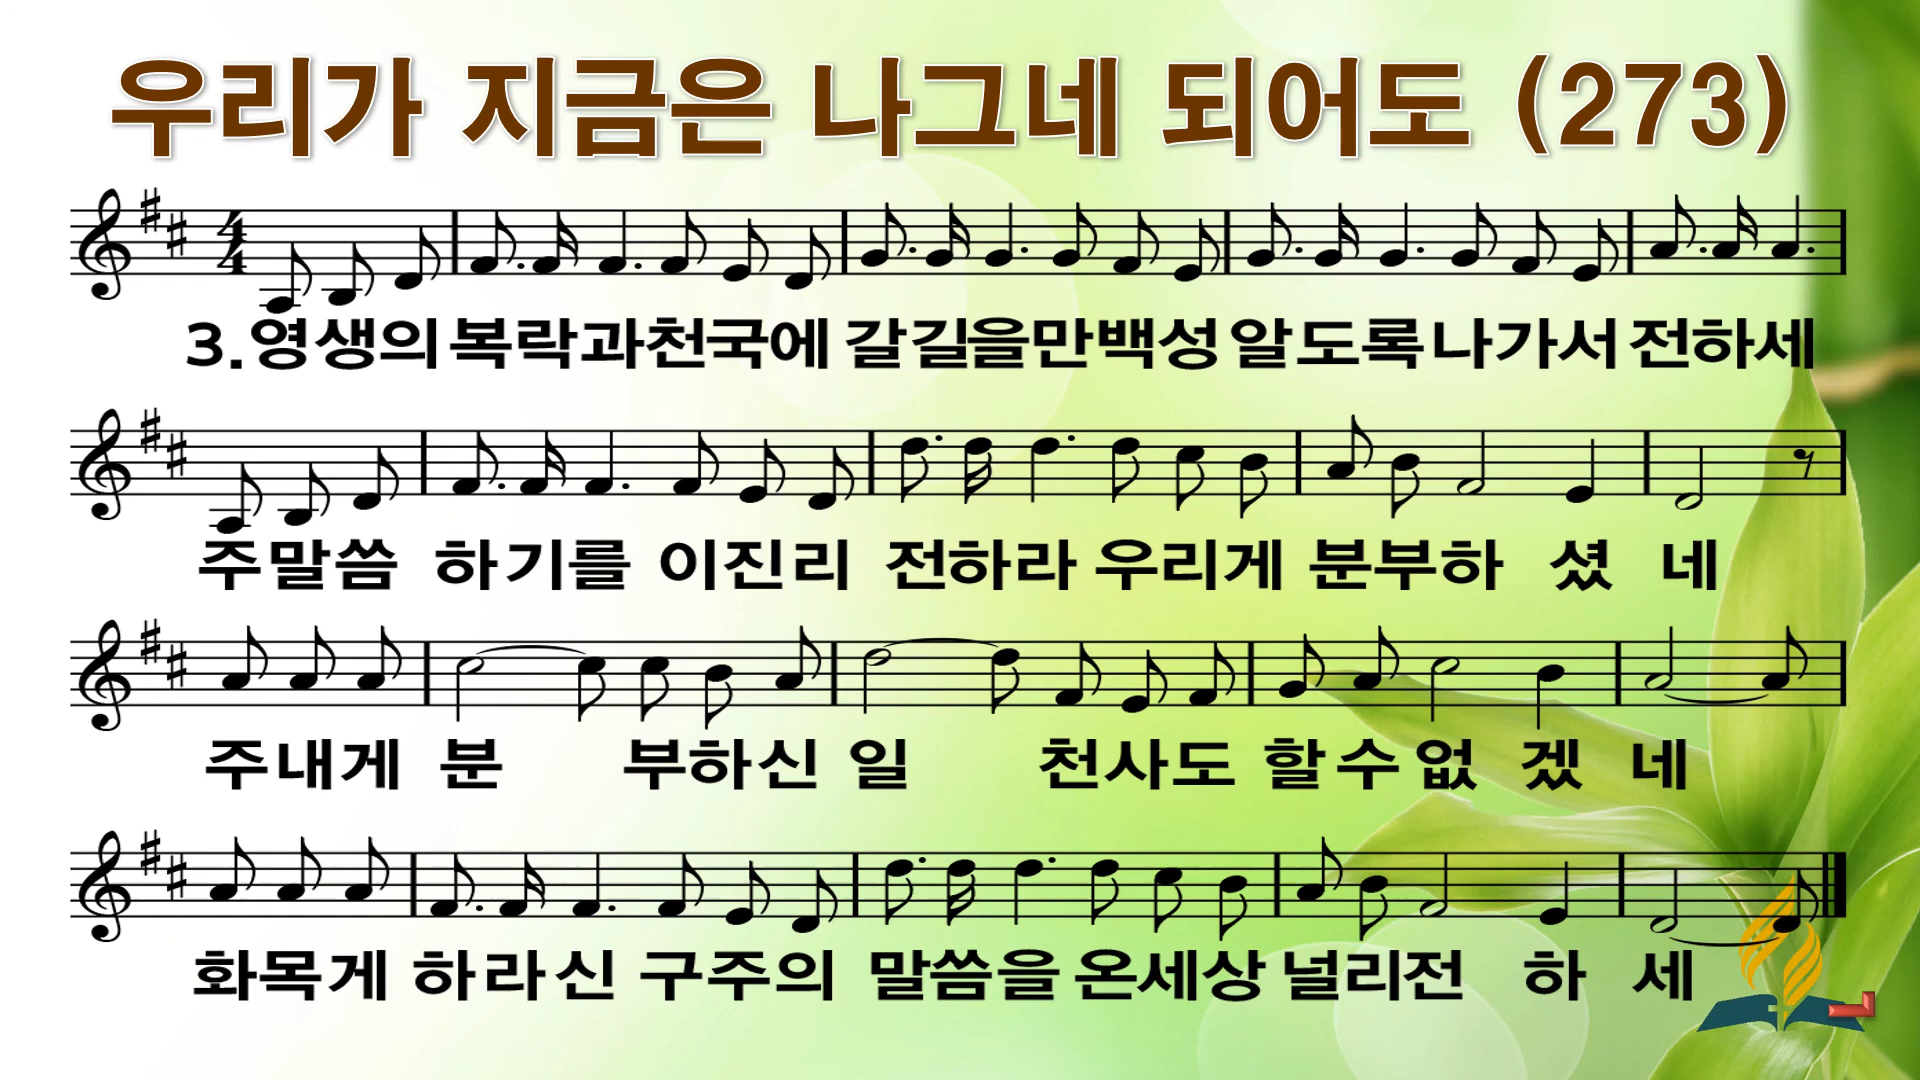 우리가 지금은 나그네 되어도 (273)
3.영생의 복락과천국에 갈길을만백성 알도록나가서 전하세
주말씀 하기를 이진리 전하라 우리게 분부하 셨 네
주내게 분 부하신 일 천사도 할수없 겠 네
화목게 하라신 구주의 말씀을 온세상 널리전 하 세